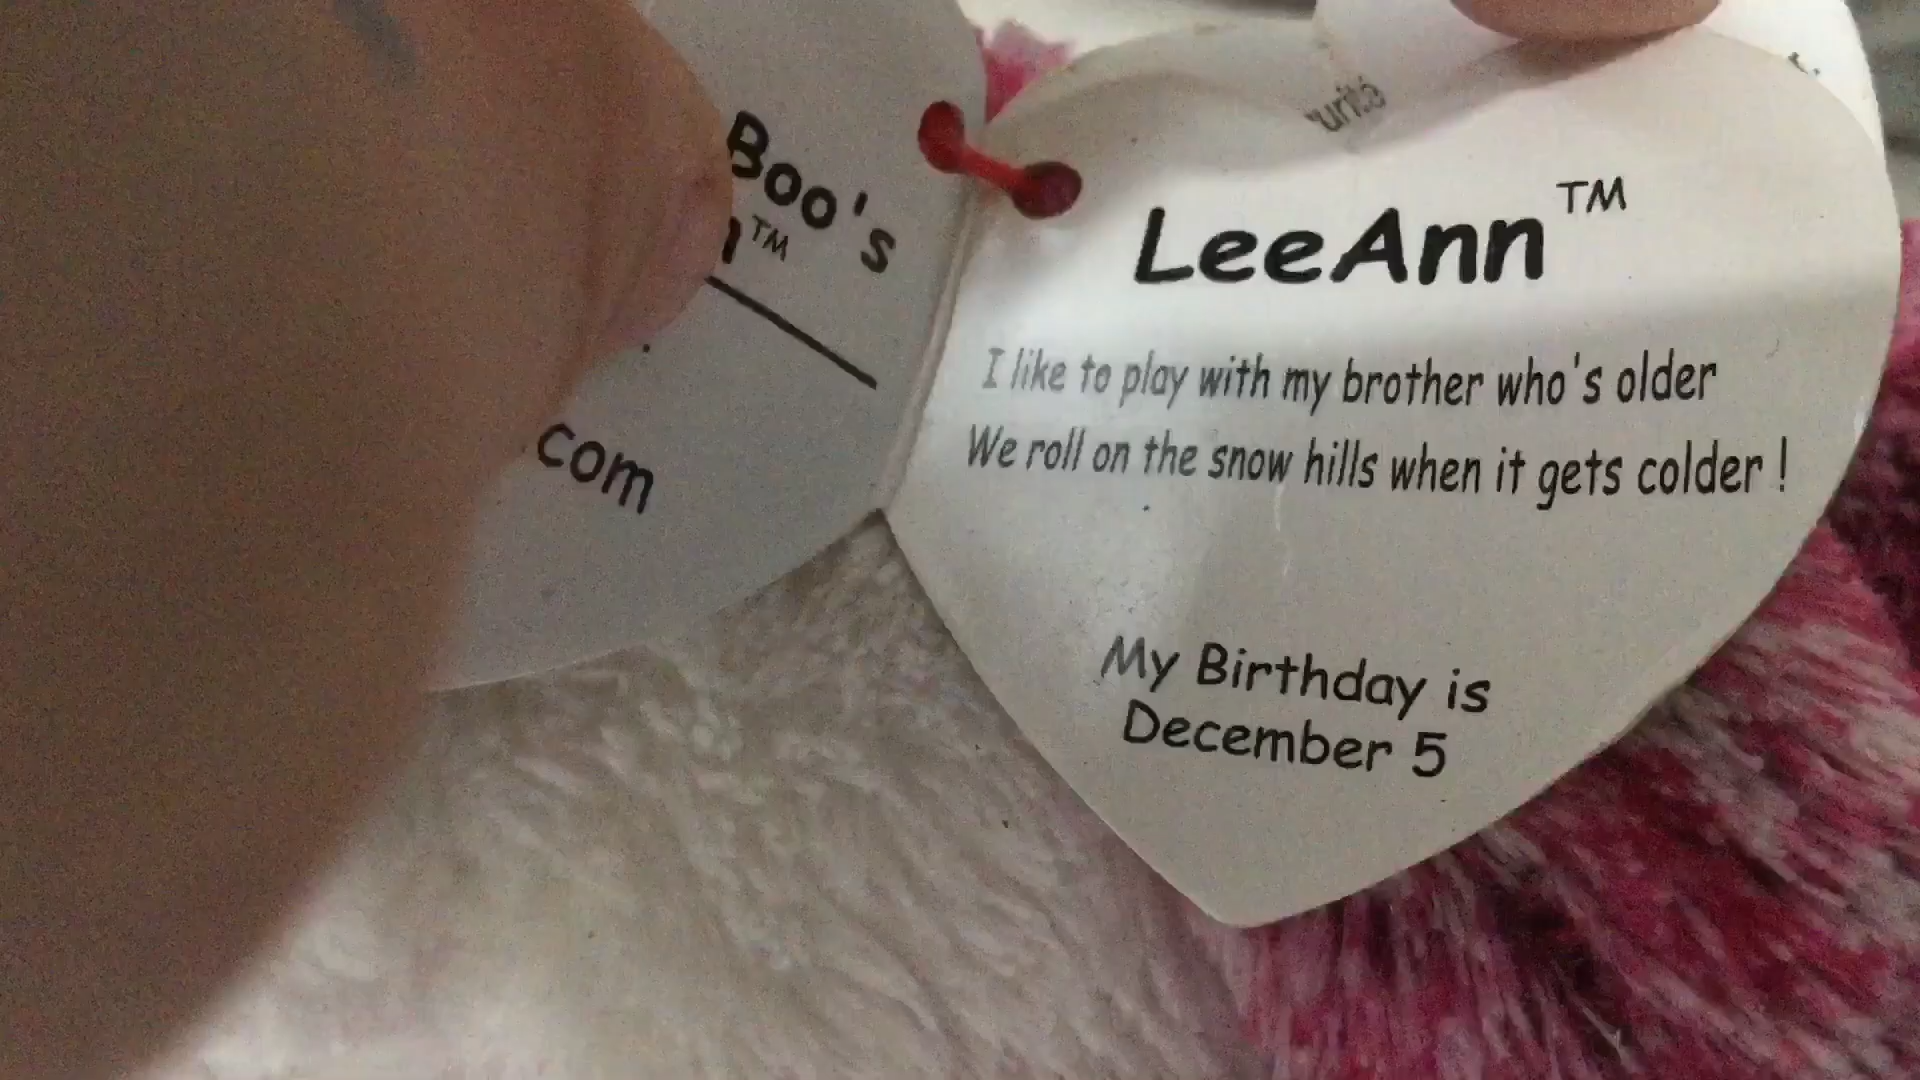 Boo's
TM
.com
LeeAnn™
I like to play with my brother who's older
We roll on the snow hills when it gets colder !
My Birthday is
December 5